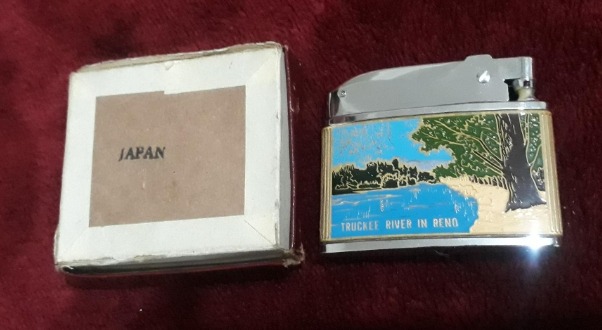 JAPAN
TRUCKEE RIVER IN RENO